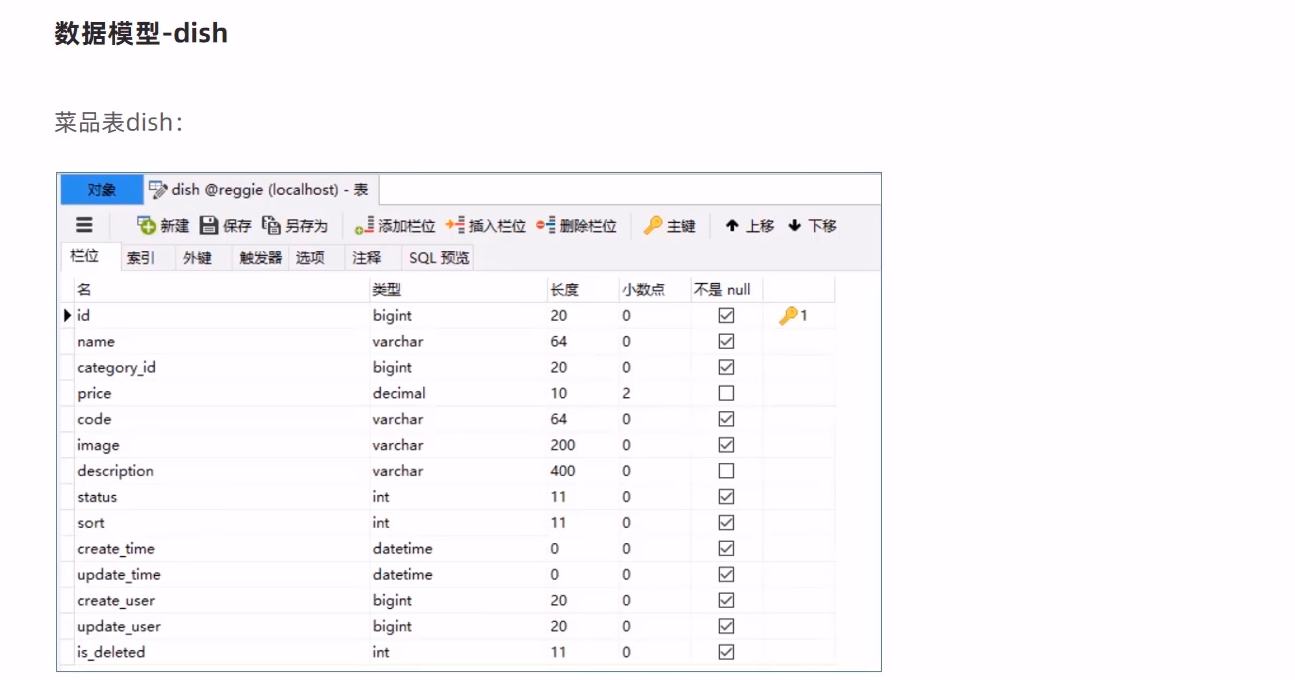 数据模型-dish
菜品表dish：
对象 dish @reggie (localhost) - 表
新建 保存 另存为 添加栏位 插入栏位 删除栏位 主键 上移 下移
栏位 索引 外键 触发器 选项 注释 SQL 预览
名 类型 长度 小数点 不是 null
id bigint 20 0 1
name varchar 64 0
category_id bigint 20 0
price decimal 10 2
code varchar 64 0
image varchar 200 0
description varchar 400 0
status int 11 0
sort int 11 0
create_time datetime 0 0
update_time datetime 0 0
create_user bigint 20 0
update_user bigint 20 0
is_deleted int 11 0